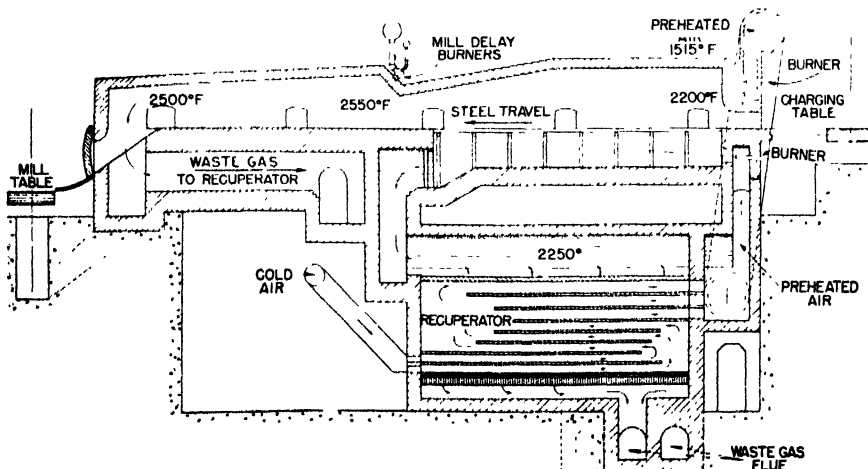 PREHEATED
AIR
1515° F
MILL DELAY
BURNERS
BURNER
2500°F
2550°F
STEEL TRAVEL
2200°F
CHARGING
TABLE
BURNER
MILL
TABLE
WASTE GAS
TO RECUPERATOR
2250°
COLD
AIR
PREHEATED
AIR
RECUPERATOR
WASTE GAS
FLUE